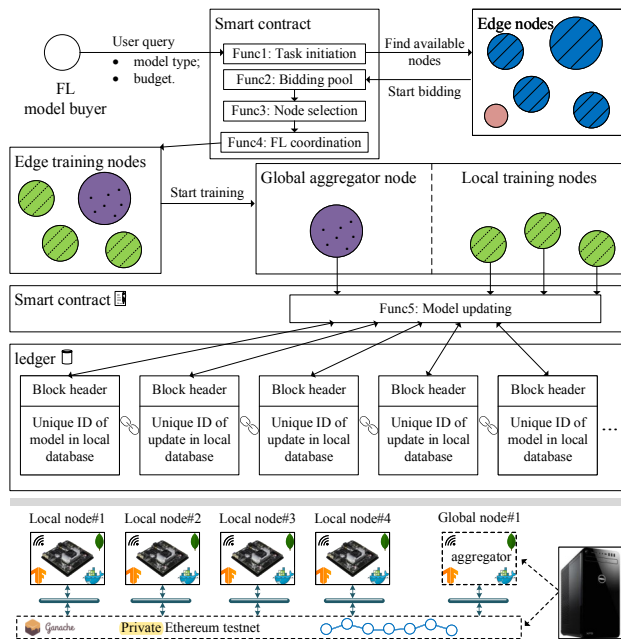 Smart contract
Edge nodes
User query
• model type;
• budget.
FL
model buyer
Func1: Task initiation
Func2: Bidding pool
Func3: Node selection
Func4: FL coordination
Find available
nodes
Start bidding
Edge training nodes
Start training
Global aggregator node
Local training nodes
Smart contract
Func5: Model updating
ledger
Block header
Unique ID of
model in local
database
Block header
Unique ID of
update in local
database
Block header
Unique ID of
update in local
database
Block header
Unique ID of
update in local
database
Block header
Unique ID of
model in local
database
...
Local node#1
Local node#2
Local node#3
Local node#4
Global node#1
aggregator
Ganache
Private Ethereum testnet